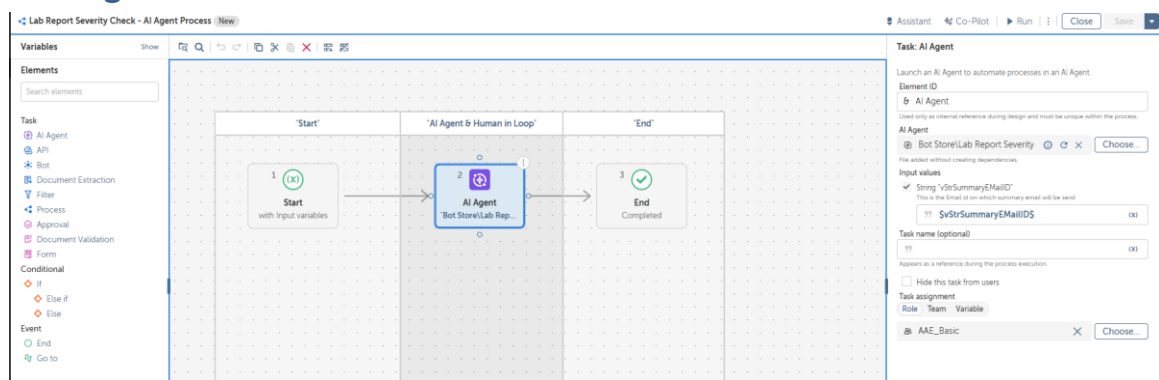 Lab Report Severity Check - AI Agent Process New
Assistant Co-Pilot Run Close Save
Variables Show
Elements
Search elements
Task
AI Agent
API
Bot
Document Extraction
Filter
Process
Approval
Document Validation
Form
Conditional
If
Else if
Else
Event
End
Go to
"Start" "AI Agent & Human in Loop" "End"
1
Start
with Input variables
2
AI Agent
"Bot Store\Lab Rep...
3
End
Completed
Task: AI Agent
Launch an AI Agent to automate processes in an AI Agent.
Element ID
AI Agent
Used only as internal reference during design and must be unique within the process.
AI Agent
Bot Store\Lab Report Severity Choose...
File added without creating dependencies.
Input values
String "vStrSummaryEMailID"
This is the Email id on which summary email will be send
$vStrSummaryEMailID$ (x)
Task name (optional)
(x)
Appears as a reference during the process execution.
Hide this task from users
Task assignment
Role Team Variable
AAE_Basic Choose...